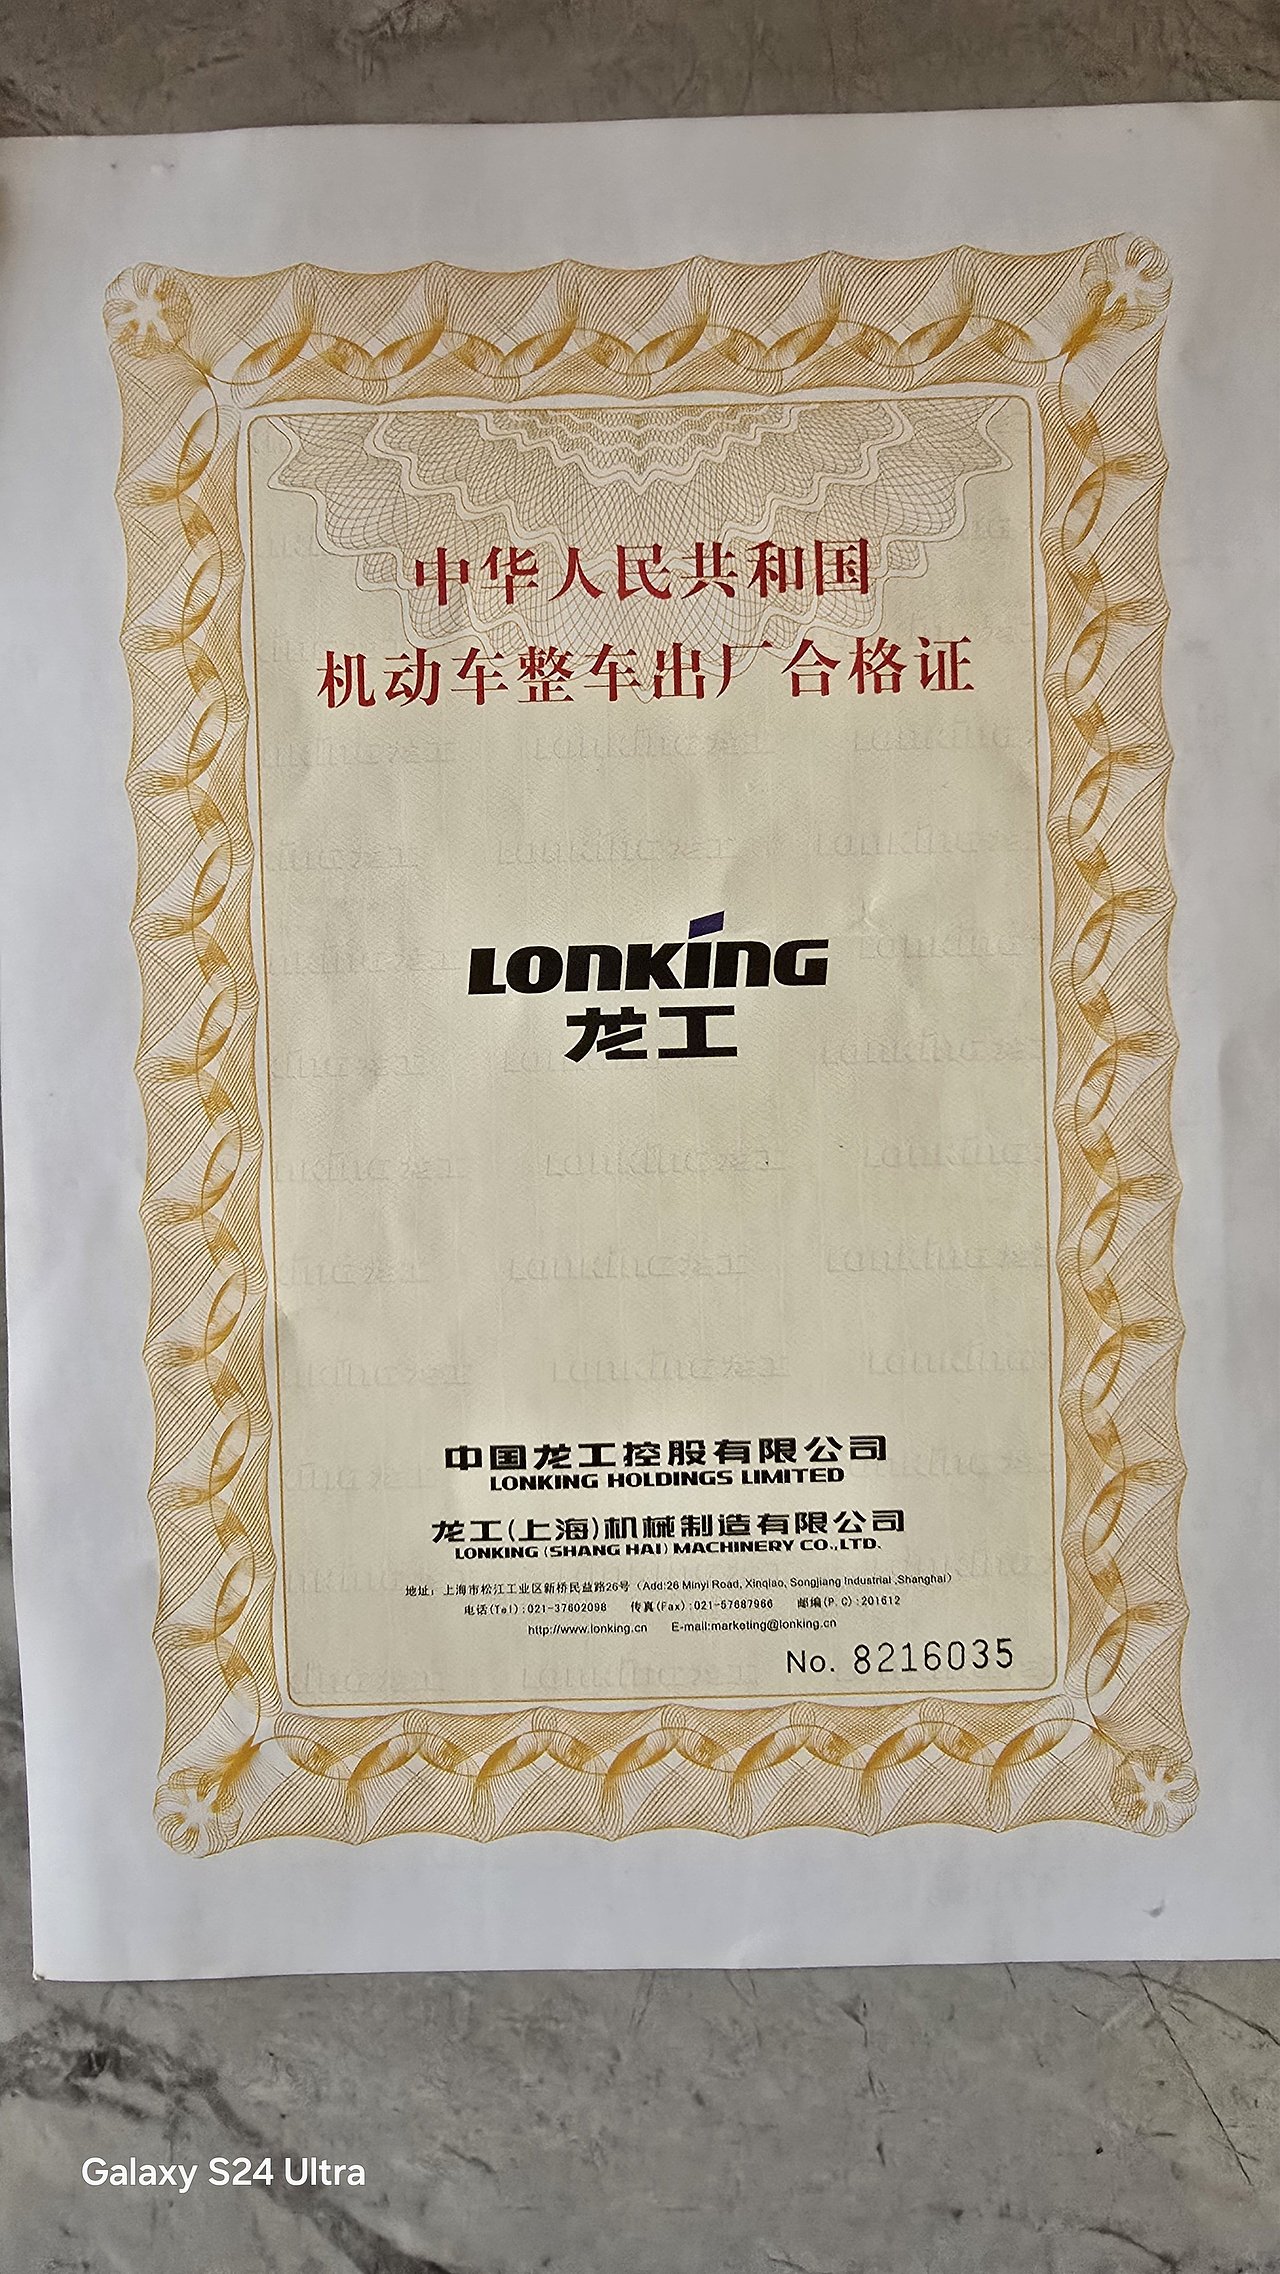 中华人民共和国
机动车整车出厂合格证
LONKING
龙工
中国龙工控股有限公司
LONKING HOLDINGS LIMITED
龙工(上海)机械制造有限公司
LONKING (SHANG HAI) MACHINERY CO.,LTD.
地址：上海市松江工业区新桥民益路26号（Add:26 Minyi Road, Xinqiao, Songjiang Industrial ,Shanghai）
电话(Tel):021-37602098 传真(Fax):021-57687966 邮编(P.C):201612
http://www.lonking.cn E-mail:marketing@lonking.cn
No. 8216035
Galaxy S24 Ultra